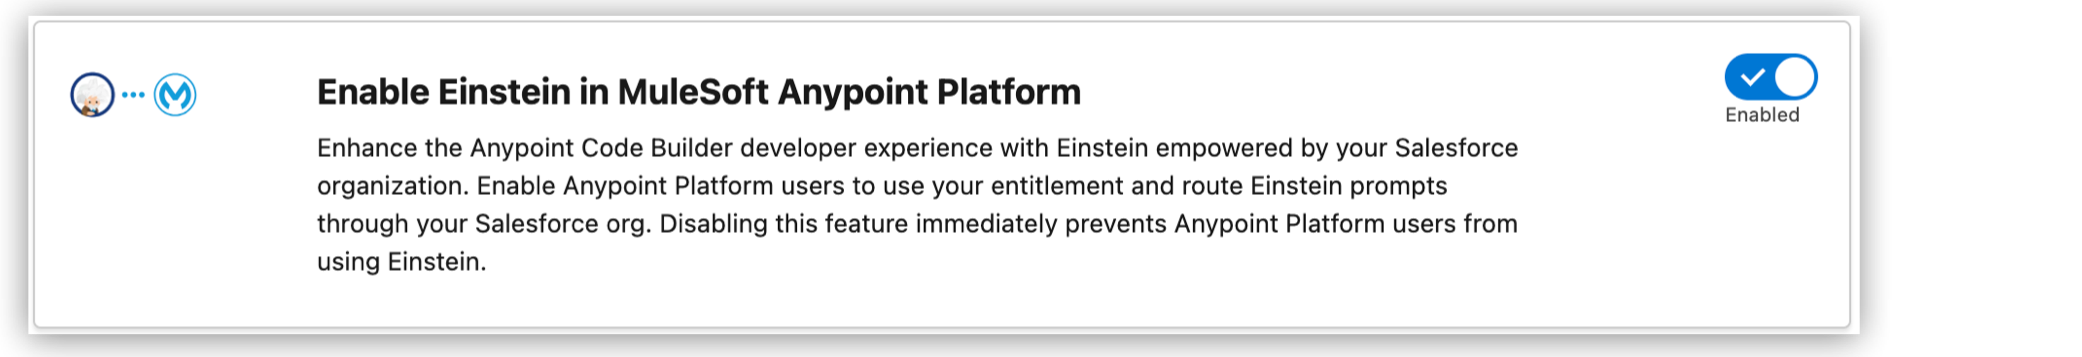 Enable Einstein in MuleSoft Anypoint Platform
Enhance the Anypoint Code Builder developer experience with Einstein empowered by your Salesforce
organization. Enable Anypoint Platform users to use your entitlement and route Einstein prompts
through your Salesforce org. Disabling this feature immediately prevents Anypoint Platform users from
using Einstein.
Enabled